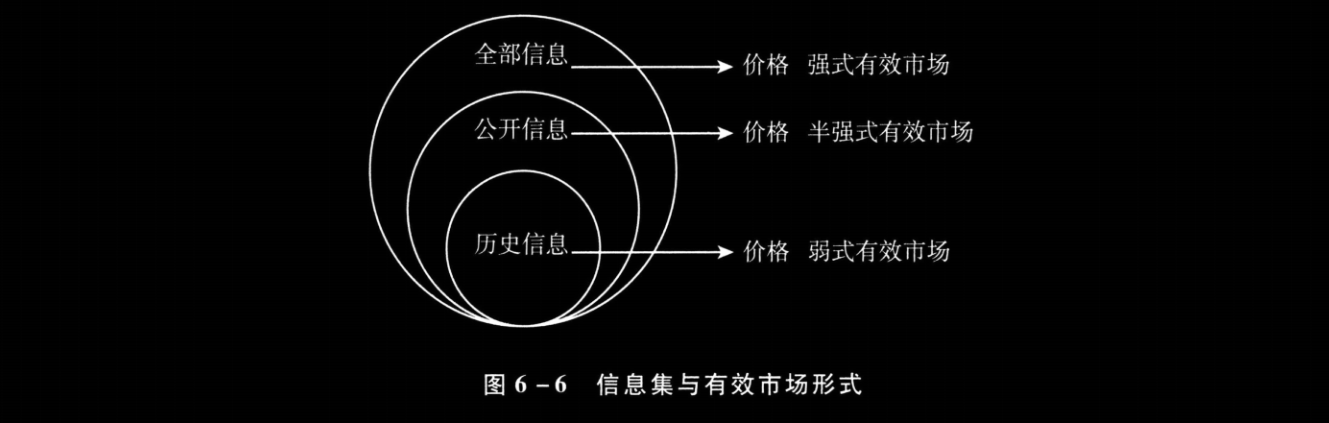 全部信息 价格 强式有效市场
公开信息 价格 半强式有效市场
历史信息 价格 弱式有效市场
图 6-6 信息集与有效市场形式